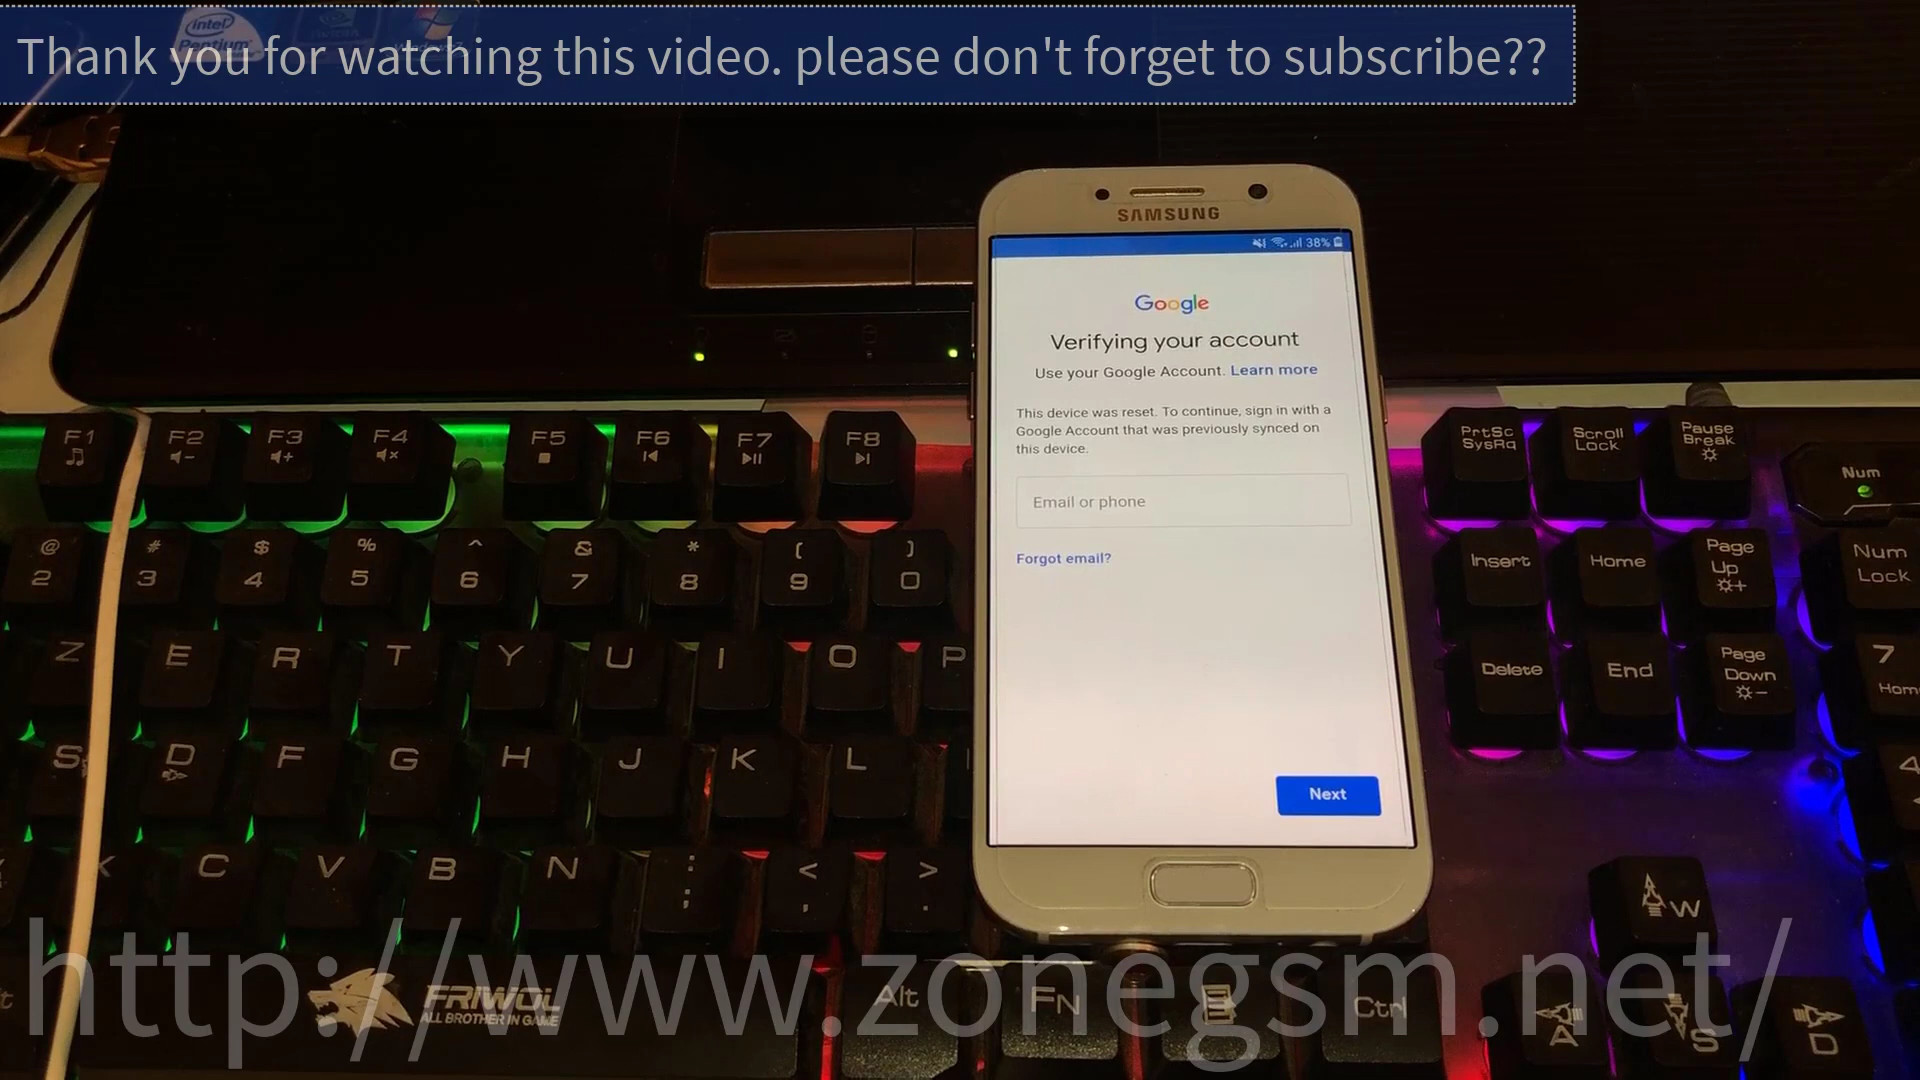 intel
Pentium
Thank you for watching this video. please don't forget to subscribe??
SAMSUNG
38%
Google
Verifying your account
Use your Google Account. Learn more
This device was reset. To continue, sign in with a
Google Account that was previously synced on
this device.
Email or phone
Forgot email?
Next
F1 F2 F3 F4 F5 F6 F7 F8
PrtSc
SysRq
Scroll
Lock
Pause
Break
Num
@ # $ % ^ & * ( )
2 3 4 5 6 7 8 9 0
Insert Home Page
Up
Num
Lock
Z E R T Y U I O P
Delete End Page
Down
7
Hom
S D F G H J K L
4
C V B N : < >
; , .
W
http://www.zonegsm.net/
FRIWOL
ALL BROTHER IN GAME
Alt FN Ctrl
A S D